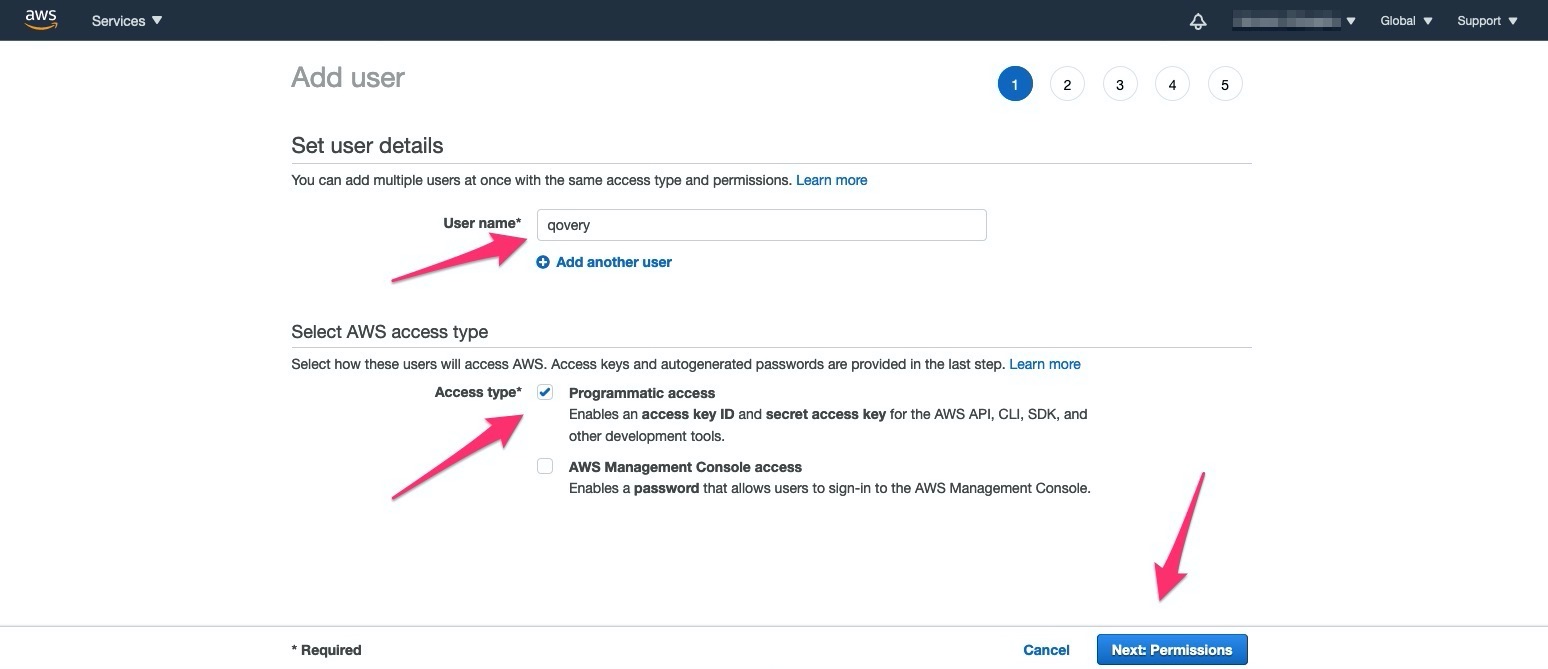 aws Services Global Support
Add user 1 2 3 4 5
Set user details
You can add multiple users at once with the same access type and permissions. Learn more
User name* qovery
Add another user
Select AWS access type
Select how these users will access AWS. Access keys and autogenerated passwords are provided in the last step. Learn more
Access type* Programmatic access
Enables an access key ID and secret access key for the AWS API, CLI, SDK, and
other development tools.
AWS Management Console access
Enables a password that allows users to sign-in to the AWS Management Console.
* Required Cancel Next: Permissions